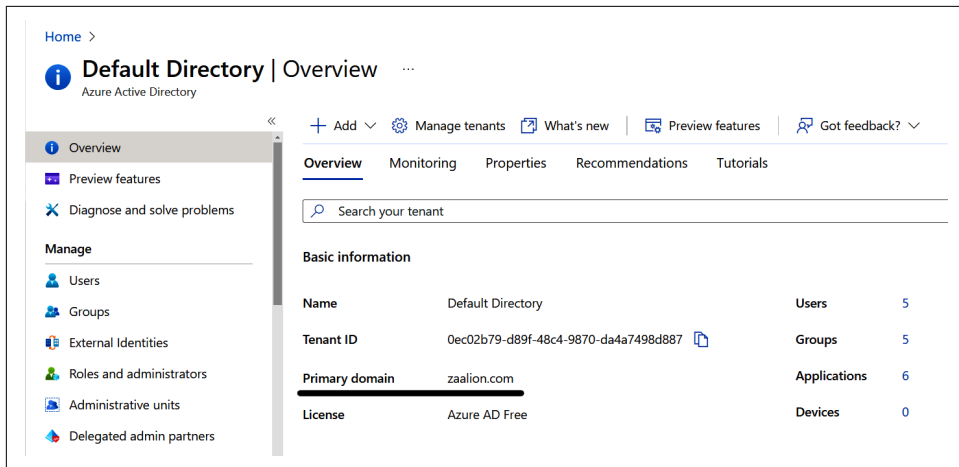 Home >
Default Directory | Overview ...
Azure Active Directory
«
Overview
Preview features
Diagnose and solve problems
Manage
Users
Groups
External Identities
Roles and administrators
Administrative units
Delegated admin partners
+ Add Manage tenants What's new Preview features Got feedback?
Overview Monitoring Properties Recommendations Tutorials
Search your tenant
Basic information
Name Default Directory Users 5
Tenant ID 0ec02b79-d89f-48c4-9870-da4a7498d887 Groups 5
Primary domain zaalion.com Applications 6
License Azure AD Free Devices 0